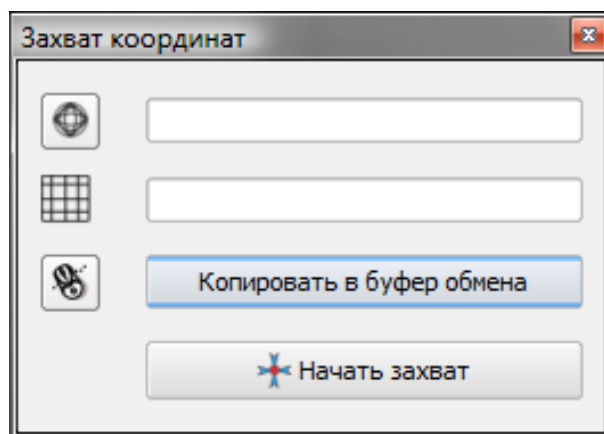 Захват координат
Копировать в буфер обмена
Начать захват